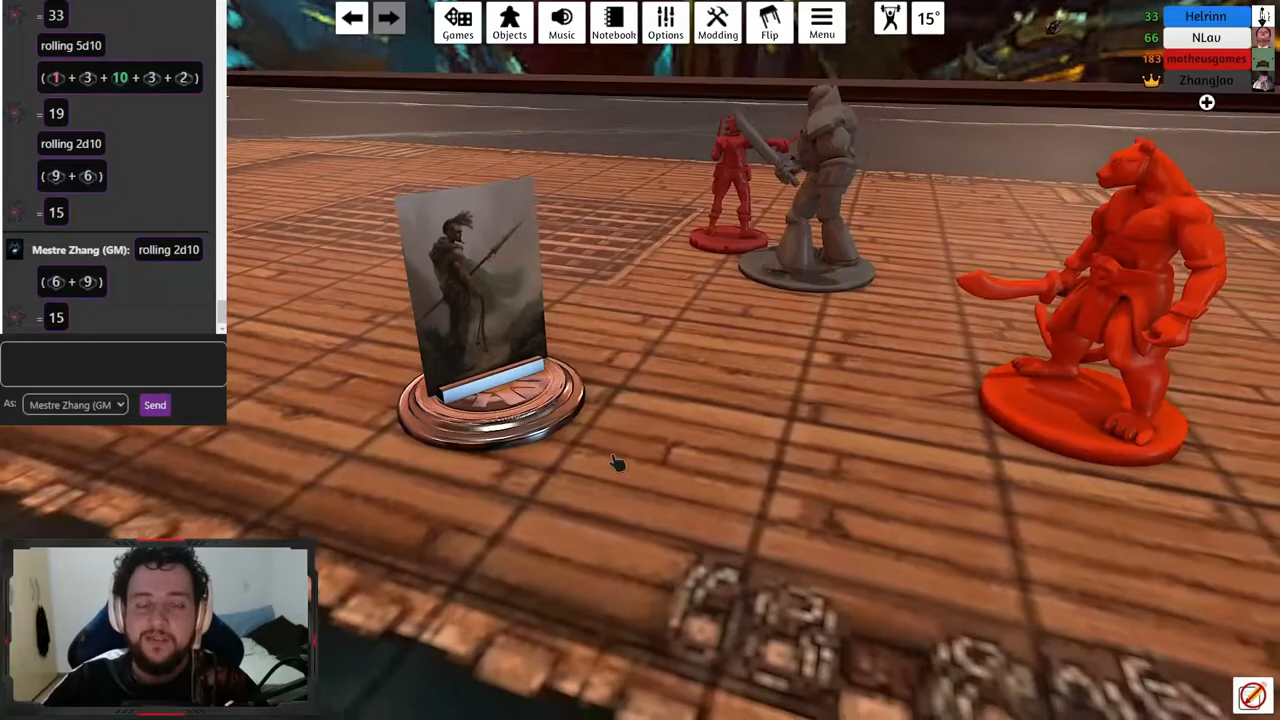 = 33
rolling 5d10
(1 + 3 + 10 + 3 + 2)
= 19
rolling 2d10
(9 + 6)
= 15
Mestre Zhang (GM): rolling 2d10
(6 + 9)
= 15
As: Mestre Zhang (GM Send
Games Objects Music Notebook Options Modding Flip Menu
15°
33 Helrinn
66 NLav
183 matheusgames
Zhangjao